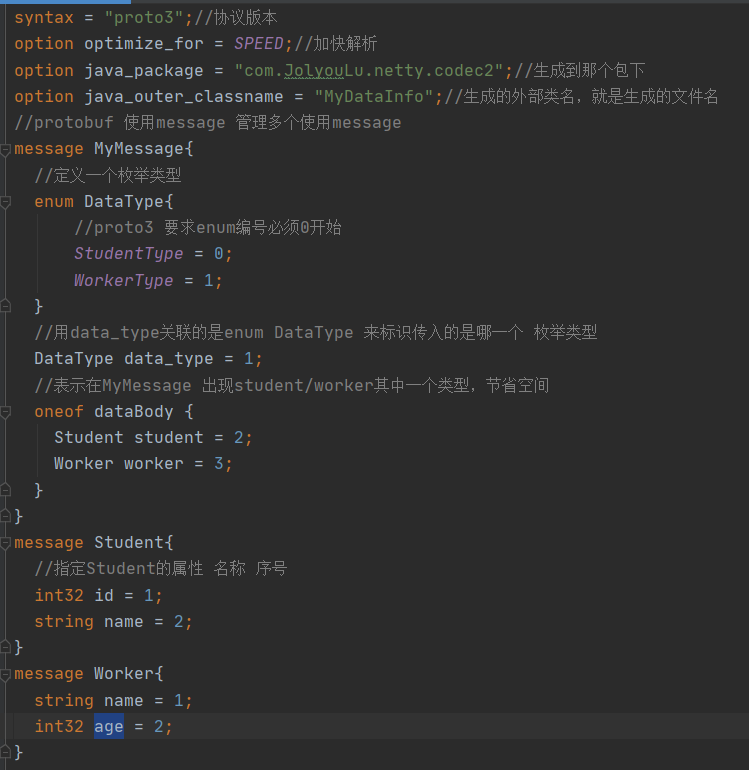 syntax = "proto3";//协议版本
option optimize_for = SPEED;//加快解析
option java_package = "com.JolyouLu.netty.codec2";//生成到那个包下
option java_outer_classname = "MyDataInfo";//生成的外部类名，就是生成的文件名
//protobuf 使用message 管理多个使用message
message MyMessage{
  //定义一个枚举类型
  enum DataType{
      //proto3 要求enum编号必须0开始
      StudentType = 0;
      WorkerType = 1;
  }
  //用data_type关联的是enum DataType 来标识传入的是哪一个 枚举类型
  DataType data_type = 1;
  //表示在MyMessage 出现student/worker其中一个类型，节省空间
  oneof dataBody {
    Student student = 2;
    Worker worker = 3;
  }
}
message Student{
  //指定Student的属性 名称 序号
  int32 id = 1;
  string name = 2;
}
message Worker{
  string name = 1;
  int32 age = 2;
}